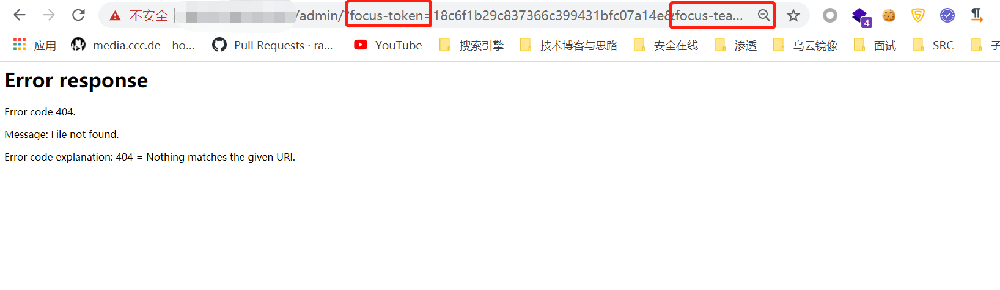 不安全 /admin/?focus-token=18c6f1b29c837366c399431bfc07a14e&focus-tea...
应用 media.ccc.de - ho... Pull Requests · ra... YouTube 搜索引擎 技术博客与思路 安全在线 渗透 乌云镜像 面试 SRC 子
4
Error response
Error code 404.
Message: File not found.
Error code explanation: 404 = Nothing matches the given URI.